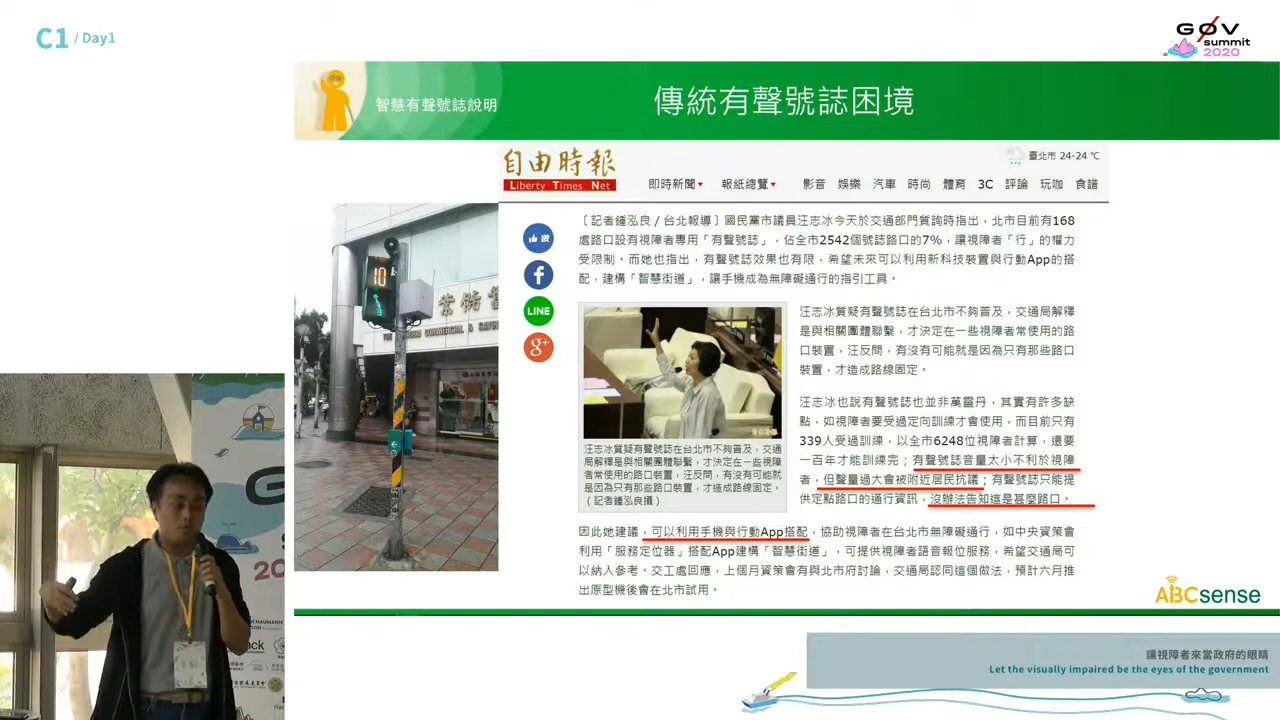 C1 / Day1
GØV
summit
2020
智慧有聲號誌說明
傳統有聲號誌困境
自由時報
Liberty Times Net
臺北市 24-24 ℃
即時新聞 報紙總覽 影音 娛樂 汽車 時尚 體育 3C 評論 玩咖 食譜
〔記者鍾泓良/台北報導〕國民黨市議員汪志冰今天於交通部門質詢時指出,北市目前有168
處路口設有視障者專用「有聲號誌」,佔全市2542個號誌路口的7%,讓視障者「行」的權力
受限制。而她也指出,有聲號誌效果也有限,希望未來可以利用新科技裝置與行動App的搭
配,建構「智慧街道」,讓手機成為無障礙通行的指引工具。
讚
f
LINE
g+
汪志冰質疑有聲號誌在台北市不夠普及,交通局解釋
是與相關團體聯繫,才決定在一些視障者常使用的路
口裝置,汪反問,有沒有可能就是因為只有那些路口
裝置,才造成路線固定。
汪志冰也說有聲號誌也並非萬靈丹,其實有許多缺
點,如視障者要受過定向訓練才會使用,而目前只有
339人受過訓練,以全市6248位視障者計算,還要
一百年才能訓練完;有聲號誌音量太小不利於視障
者,但聲量過大會被附近居民抗議;有聲號誌只能提
供定點路口的通行資訊,沒辦法告知這是甚麼路口。
汪志冰質疑有聲號誌在台北市不夠普及,交通
局解釋是與相關團體聯繫,才決定在一些視障
者常使用的路口裝置,汪反問,有沒有可能就
是因為只有那些路口裝置,才造成路線固定。
(記者鍾泓良攝)
因此她建議,可以利用手機與行動App搭配,協助視障者在台北市無障礙通行,如中央資策會
利用「服務定位器」搭配App建構「智慧街道」,可提供視障者語音報位服務,希望交通局可
以納入參考。交工處回應,上個月資策會有與北市府討論,交通局認同這個做法,預計六月推
出原型機後會在北市試用。
10
ABCsense
讓視障者來當政府的眼睛
Let the visually impaired be the eyes of the government